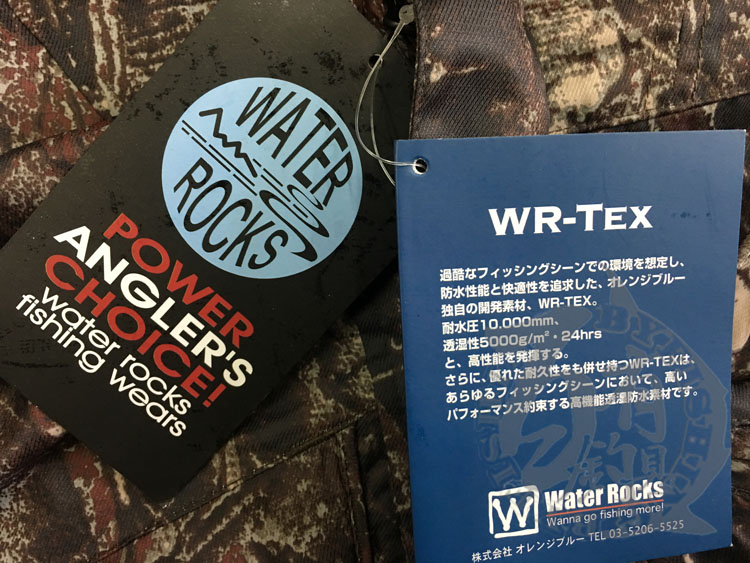 WATER
ROCKS
POWER
ANGLER'S
CHOICE!
water rocks
fishing wears
WR-TEX
過酷なフィッシングシーンでの環境を想定し、
防水性能と快適性を追求した、オレンジブルー
独自の開発素材、WR-TEX。
耐水圧10.000mm、
透湿性5000g/m²・24hrs
と、高性能を発揮する。
さらに、優れた耐久性をも併せ持つWR-TEXは、
あらゆるフィッシングシーンにおいて、高い
パフォーマンス約束する高機能透湿防水素材です。
W Water Rocks
Wanna go fishing more!
株式会社 オレンジブルー TEL 03-5206-5525